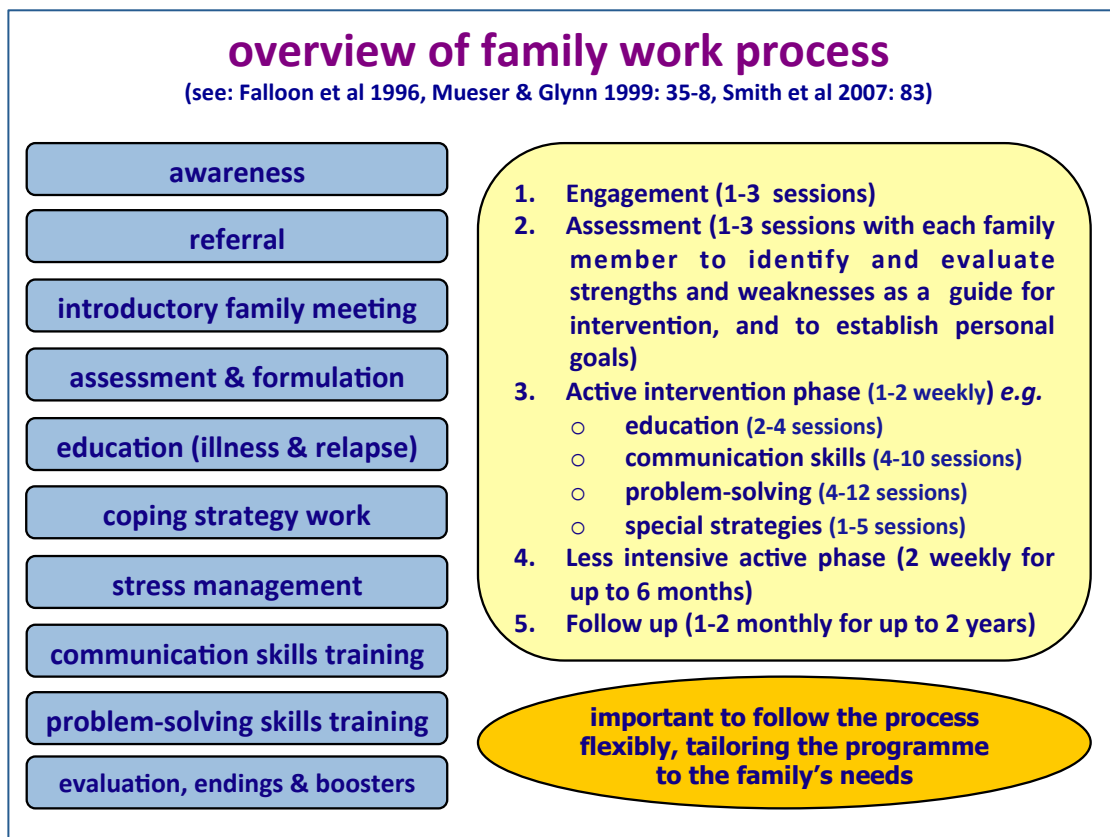 overview of family work process
(see: Falloon et al 1996, Mueser & Glynn 1999: 35-8, Smith et al 2007: 83)
awareness
referral
introductory family meeting
assessment & formulation
education (illness & relapse)
coping strategy work
stress management
communication skills training
problem-solving skills training
evaluation, endings & boosters
1. Engagement (1-3 sessions)
2. Assessment (1-3 sessions with each family
member to identify and evaluate
strengths and weaknesses as a guide for
intervention, and to establish personal
goals)
3. Active intervention phase (1-2 weekly) e.g.
o education (2-4 sessions)
o communication skills (4-10 sessions)
o problem-solving (4-12 sessions)
o special strategies (1-5 sessions)
4. Less intensive active phase (2 weekly for
up to 6 months)
5. Follow up (1-2 monthly for up to 2 years)
important to follow the process
flexibly, tailoring the programme
to the family's needs